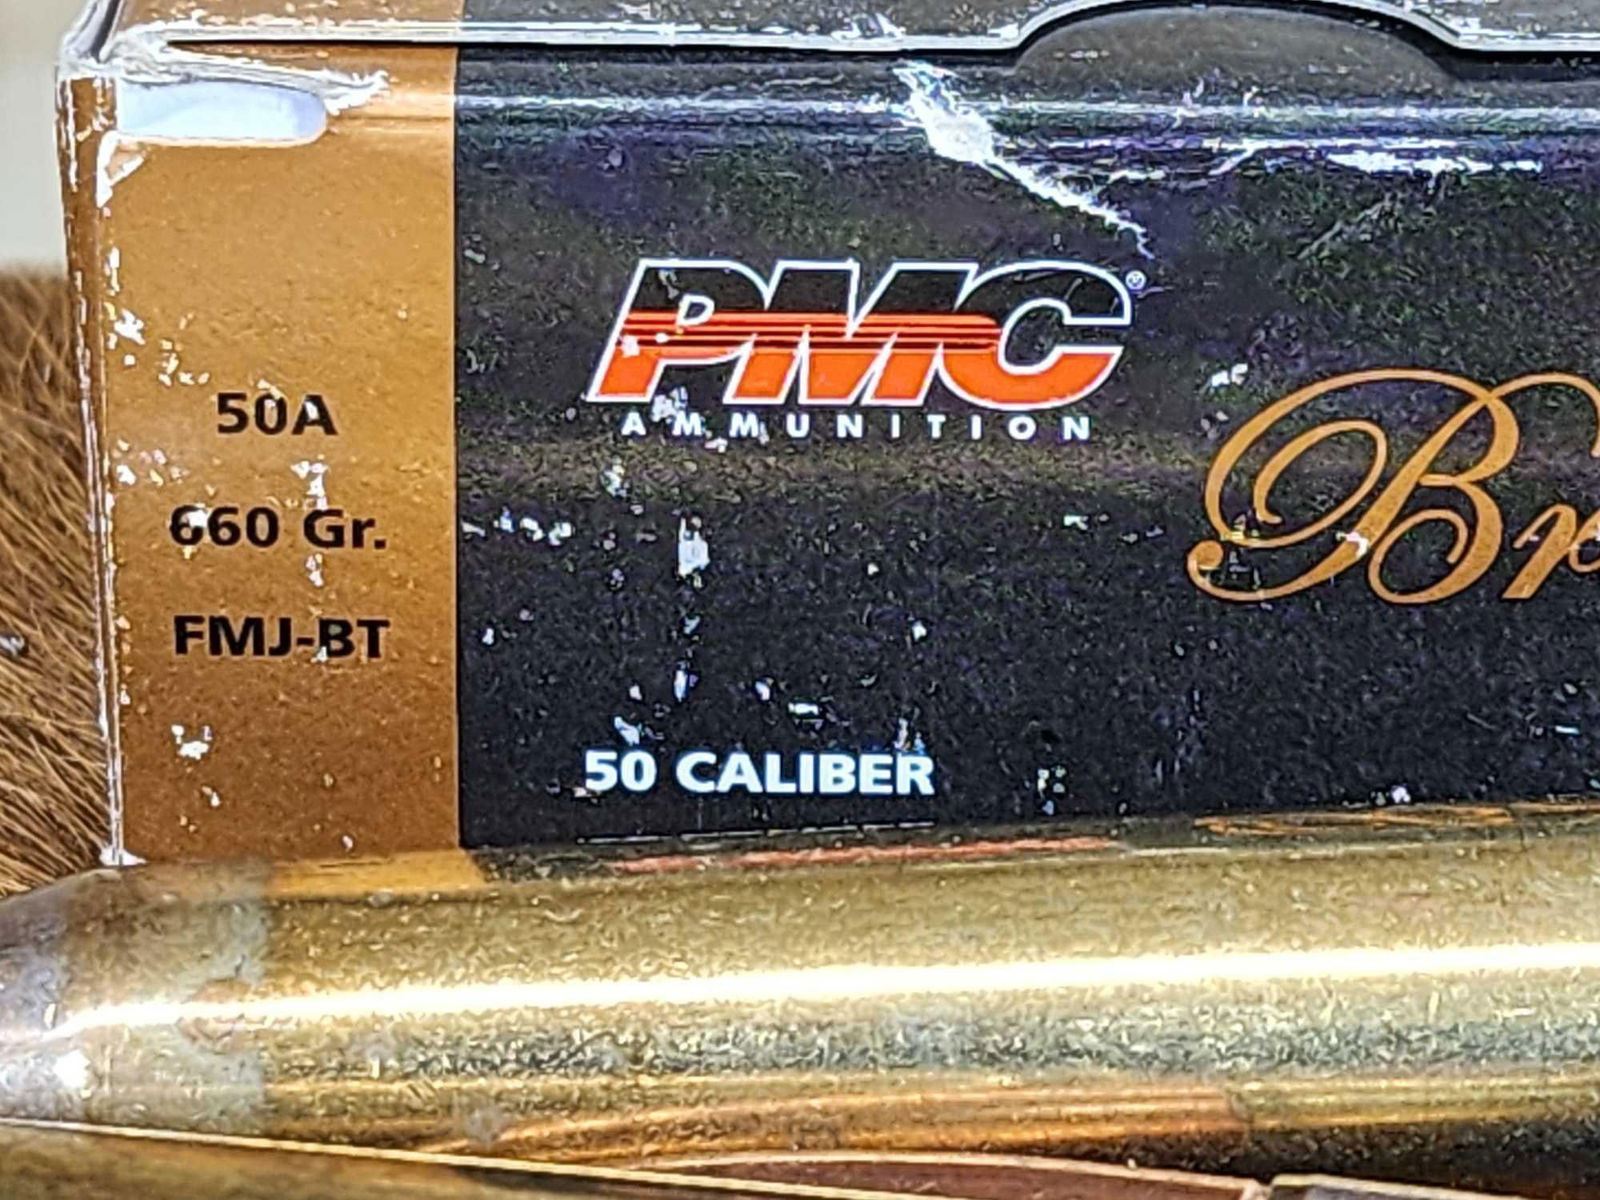 50A
660 Gr.
FMJ-BT
PMC®
AMMUNITION
50 CALIBER